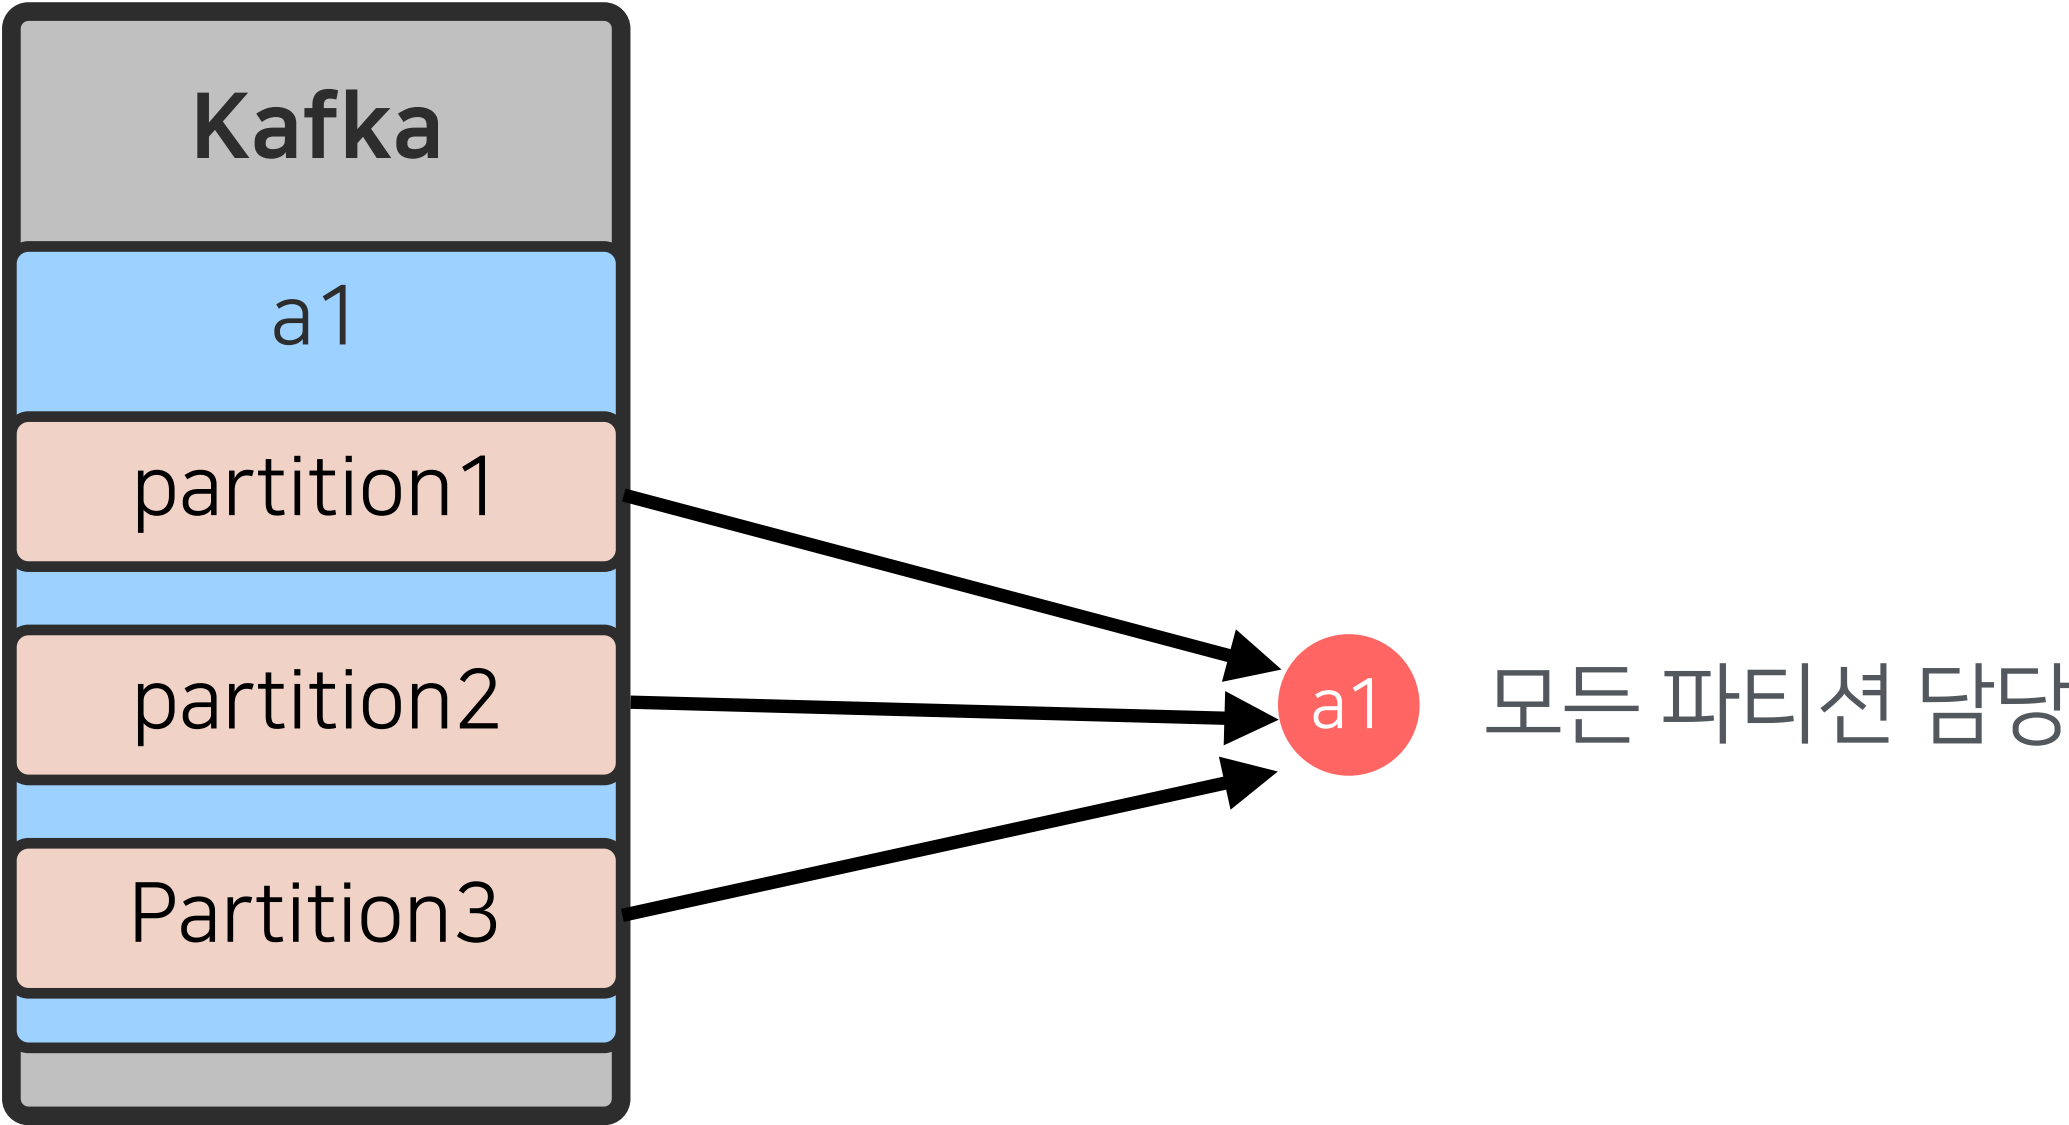 Kafka
a1
partition1
partition2
Partition3
a1
모든 파티션 담당